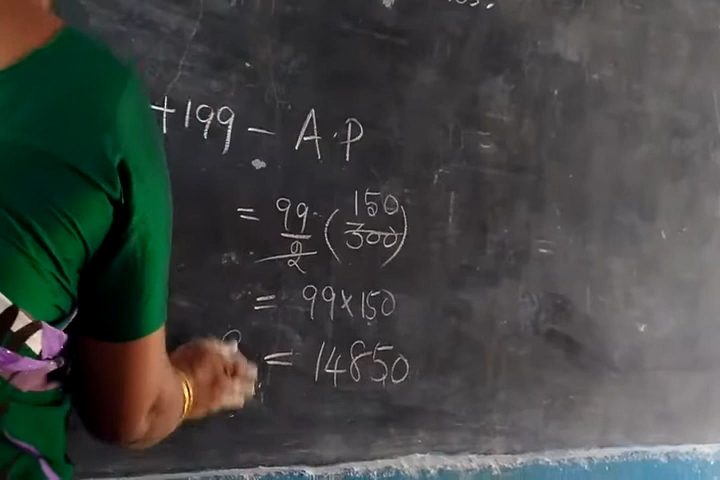 +199 - A.P
= 99/2 (150 300)
= 99×150
= 14850